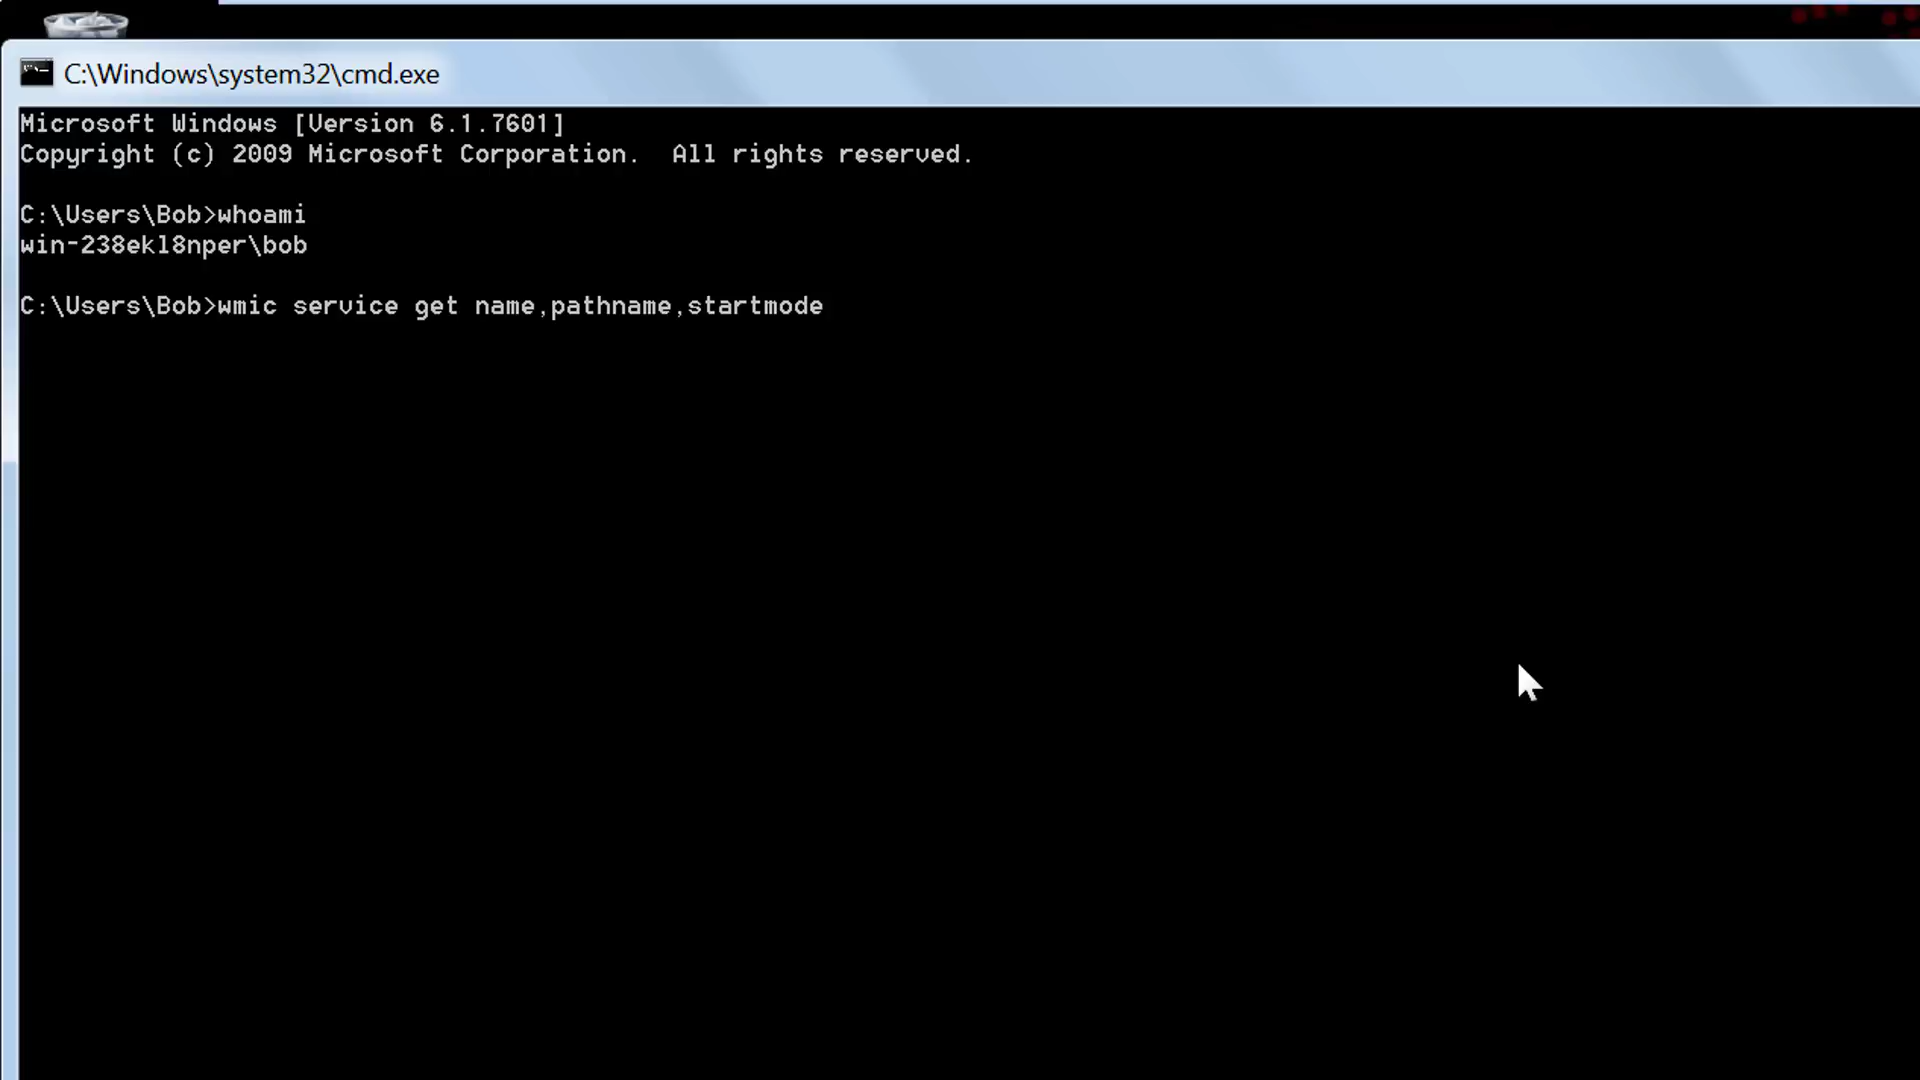 C:\Windows\system32\cmd.exe
Microsoft Windows [Version 6.1.7601]
Copyright (c) 2009 Microsoft Corporation.  All rights reserved.
C:\Users\Bob>whoami
win-238ekl8nper\bob
C:\Users\Bob>wmic service get name,pathname,startmode